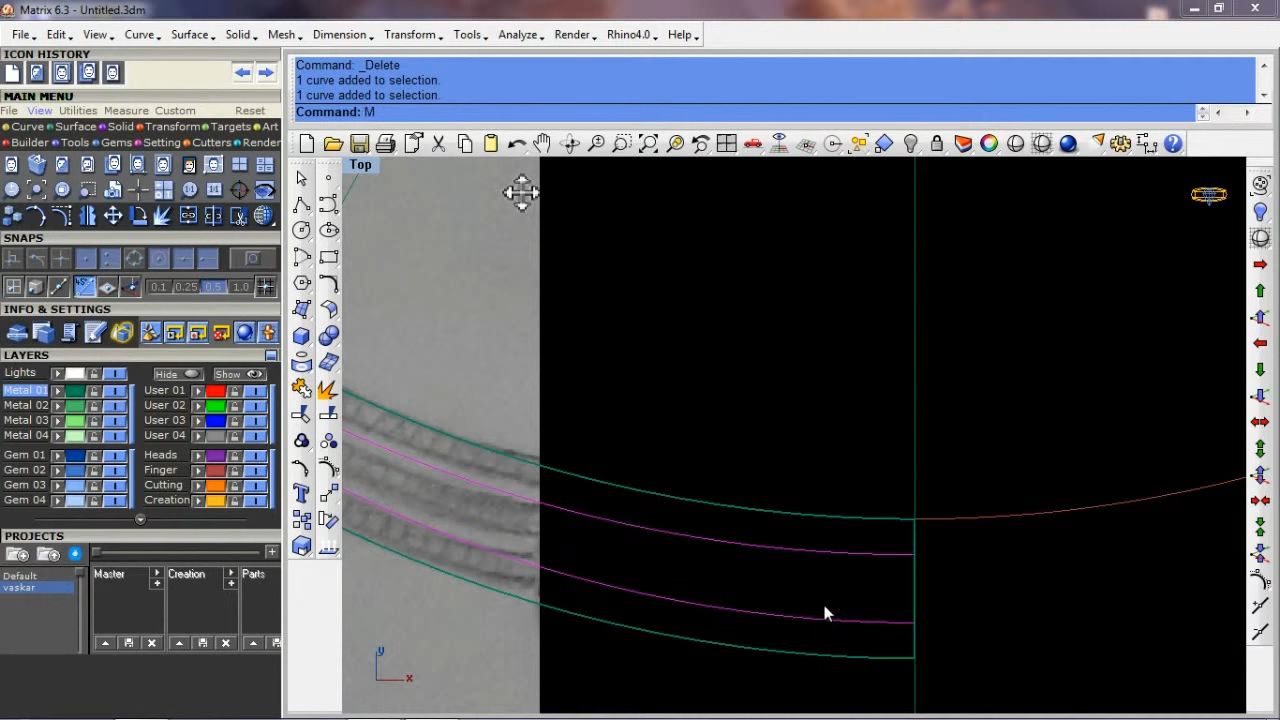 Matrix 6.3 - Untitled.3dm
File Edit View Curve Surface Solid Mesh Dimension Transform Tools Analyze Render Rhino4.0 Help
ICON HISTORY
MAIN MENU
File View Utilities Measure Custom Reset
Curve Surface Solid Transform Targets Art
Builder Tools Gems Setting Cutters Render
SNAPS
0.1 0.25 0.5 1.0
INFO & SETTINGS
LAYERS
Lights Hide Show
Metal 01 User 01
Metal 02 User 02
Metal 03 User 03
Metal 04 User 04
Gem 01 Heads
Gem 02 Finger
Gem 03 Cutting
Gem 04 Creation
PROJECTS
Default
vaskar
Master Creation Parts
Command: _Delete
1 curve added to selection.
1 curve added to selection.
Command: M
Top
45°
1:1
y
x